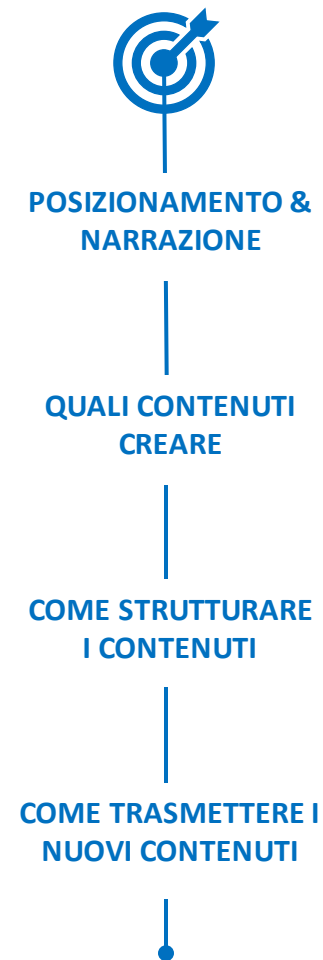 POSIZIONAMENTO &
NARRAZIONE
QUALI CONTENUTI
CREARE
COME STRUTTURARE
I CONTENUTI
COME TRASMETTERE I
NUOVI CONTENUTI